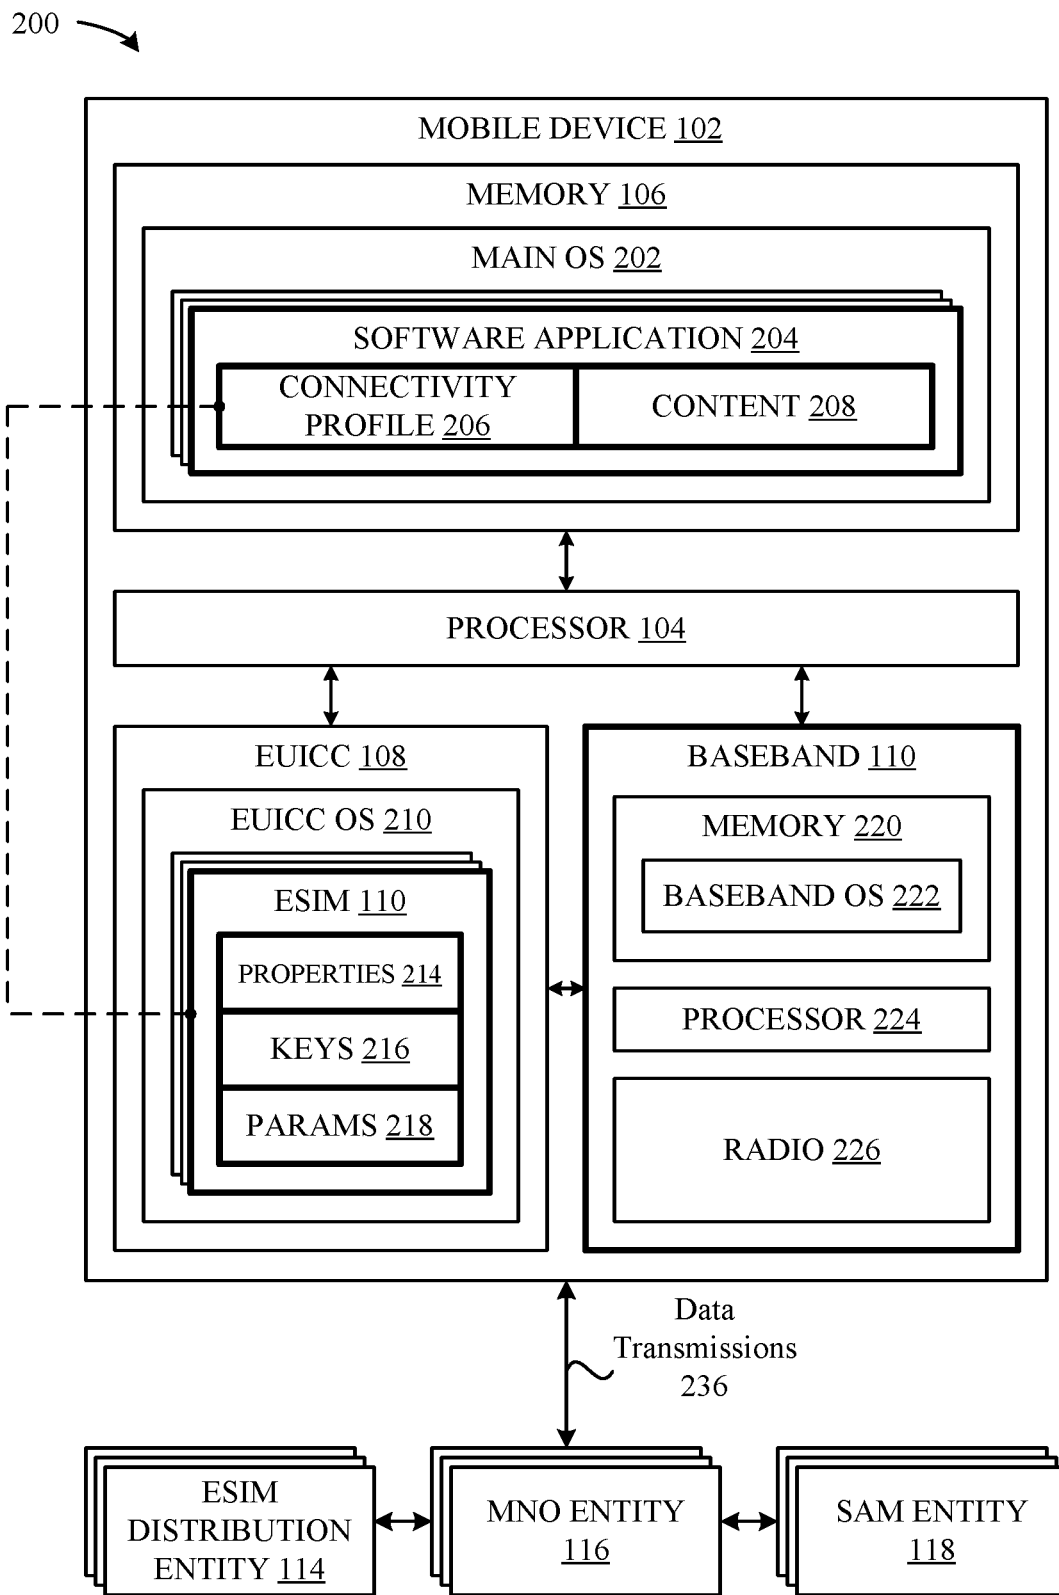 200
MOBILE DEVICE 102
MEMORY 106
MAIN OS 202
SOFTWARE APPLICATION 204
CONNECTIVITY
PROFILE 206
CONTENT 208
PROCESSOR 104
EUICC 108
EUICC OS 210
ESIM 110
PROPERTIES 214
KEYS 216
PARAMS 218
BASEBAND 110
MEMORY 220
BASEBAND OS 222
PROCESSOR 224
RADIO 226
Data
Transmissions
236
ESIM
DISTRIBUTION
ENTITY 114
MNO ENTITY
116
SAM ENTITY
118